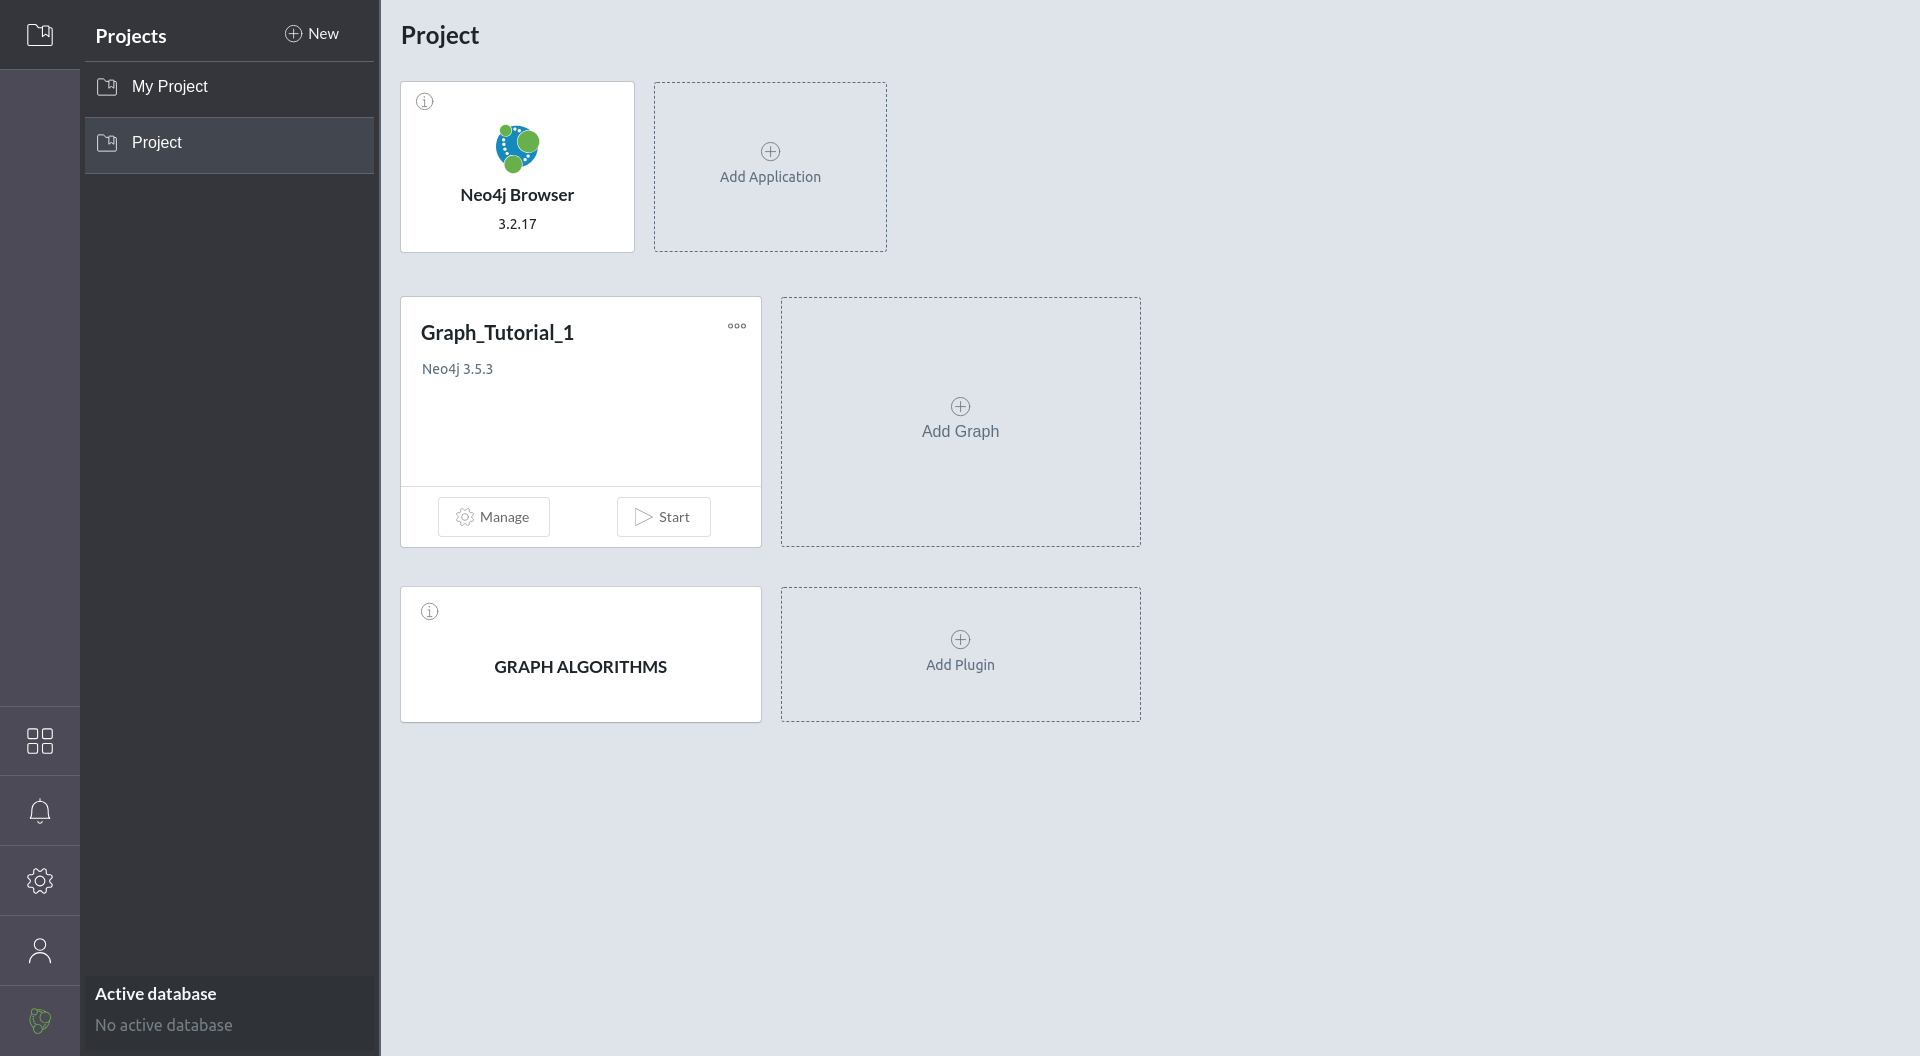 Projects
New
My Project
Project
Active database
No active database
Project
Neo4j Browser
3.2.17
Add Application
Graph_Tutorial_1
Neo4j 3.5.3
Manage
Start
Add Graph
GRAPH ALGORITHMS
Add Plugin